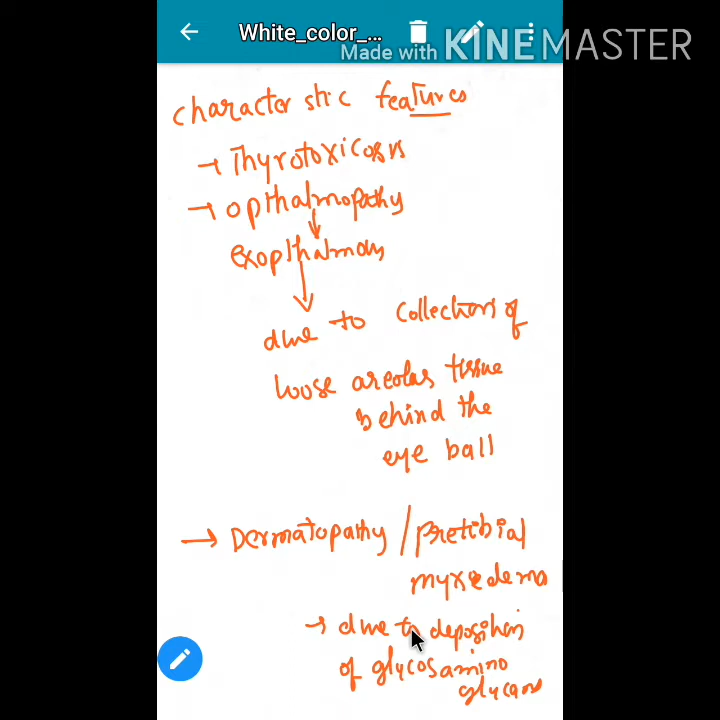 White_color_...
Made with KINEMASTER
characteristic features
→ Thyrotoxicosis
→ opthalmopathy
exopthalmos
due to collection of
loose areolar tissue
behind the
eye ball
→ Dermatopathy / pretibial
myxedema
→ due to deposition
of glycosamino
glycans